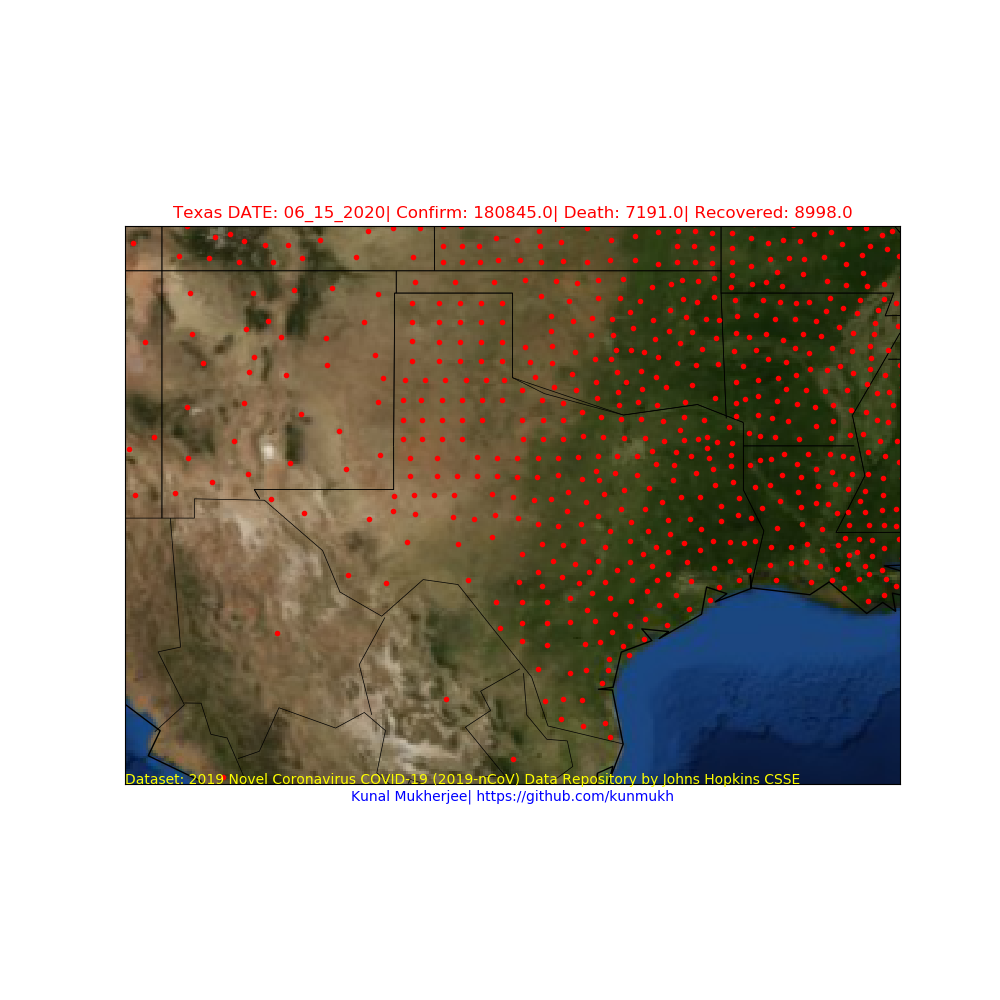 Texas DATE: 06_15_2020| Confirm: 180845.0| Death: 7191.0| Recovered: 8998.0
Dataset: 2019 Novel Coronavirus COVID-19 (2019-nCoV) Data Repository by Johns Hopkins CSSE
Kunal Mukherjee| https://github.com/kunmukh